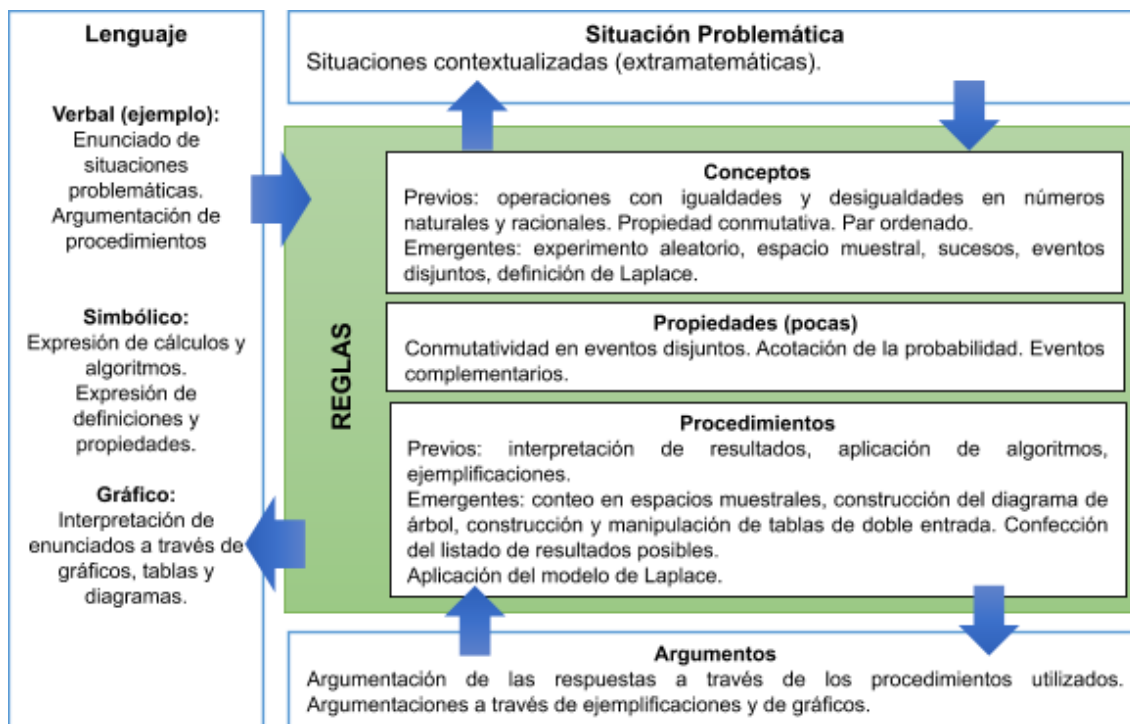 Lenguaje
Verbal (ejemplo):
Enunciado de
situaciones
problemáticas.
Argumentación de
procedimientos
Simbólico:
Expresión de cálculos y
algoritmos.
Expresión de
definiciones y
propiedades.
Gráfico:
Interpretación de
enunciados a través de
gráficos, tablas y
diagramas.
Situación Problemática
Situaciones contextualizadas (extramatemáticas).
REGLAS
Conceptos
Previos: operaciones con igualdades y desigualdades en números
naturales y racionales. Propiedad conmutativa. Par ordenado.
Emergentes: experimento aleatorio, espacio muestral, sucesos, eventos
disjuntos, definición de Laplace.
Propiedades (pocas)
Conmutatividad en eventos disjuntos. Acotación de la probabilidad. Eventos
complementarios.
Procedimientos
Previos: interpretación de resultados, aplicación de algoritmos,
ejemplificaciones.
Emergentes: conteo en espacios muestrales, construcción del diagrama de
árbol, construcción y manipulación de tablas de doble entrada. Confección
del listado de resultados posibles.
Aplicación del modelo de Laplace.
Argumentos
Argumentación de las respuestas a través de los procedimientos utilizados.
Argumentaciones a través de ejemplificaciones y de gráficos.